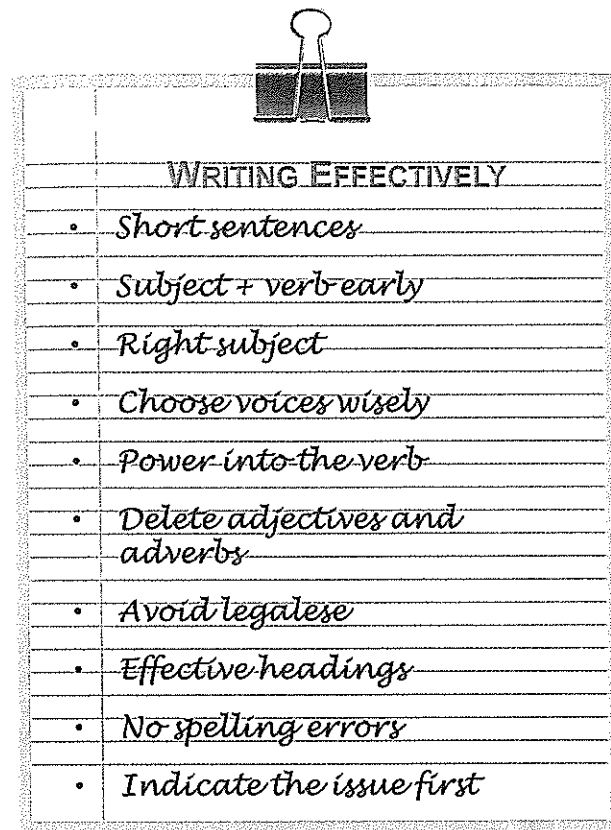 WRITING EFFECTIVELY
• Short sentences
• Subject + verb early
• Right subject
• Choose voices wisely
• Power into the verb
• Delete adjectives and
adverbs
• Avoid legalese
• Effective headings
• No spelling errors
• Indicate the issue first